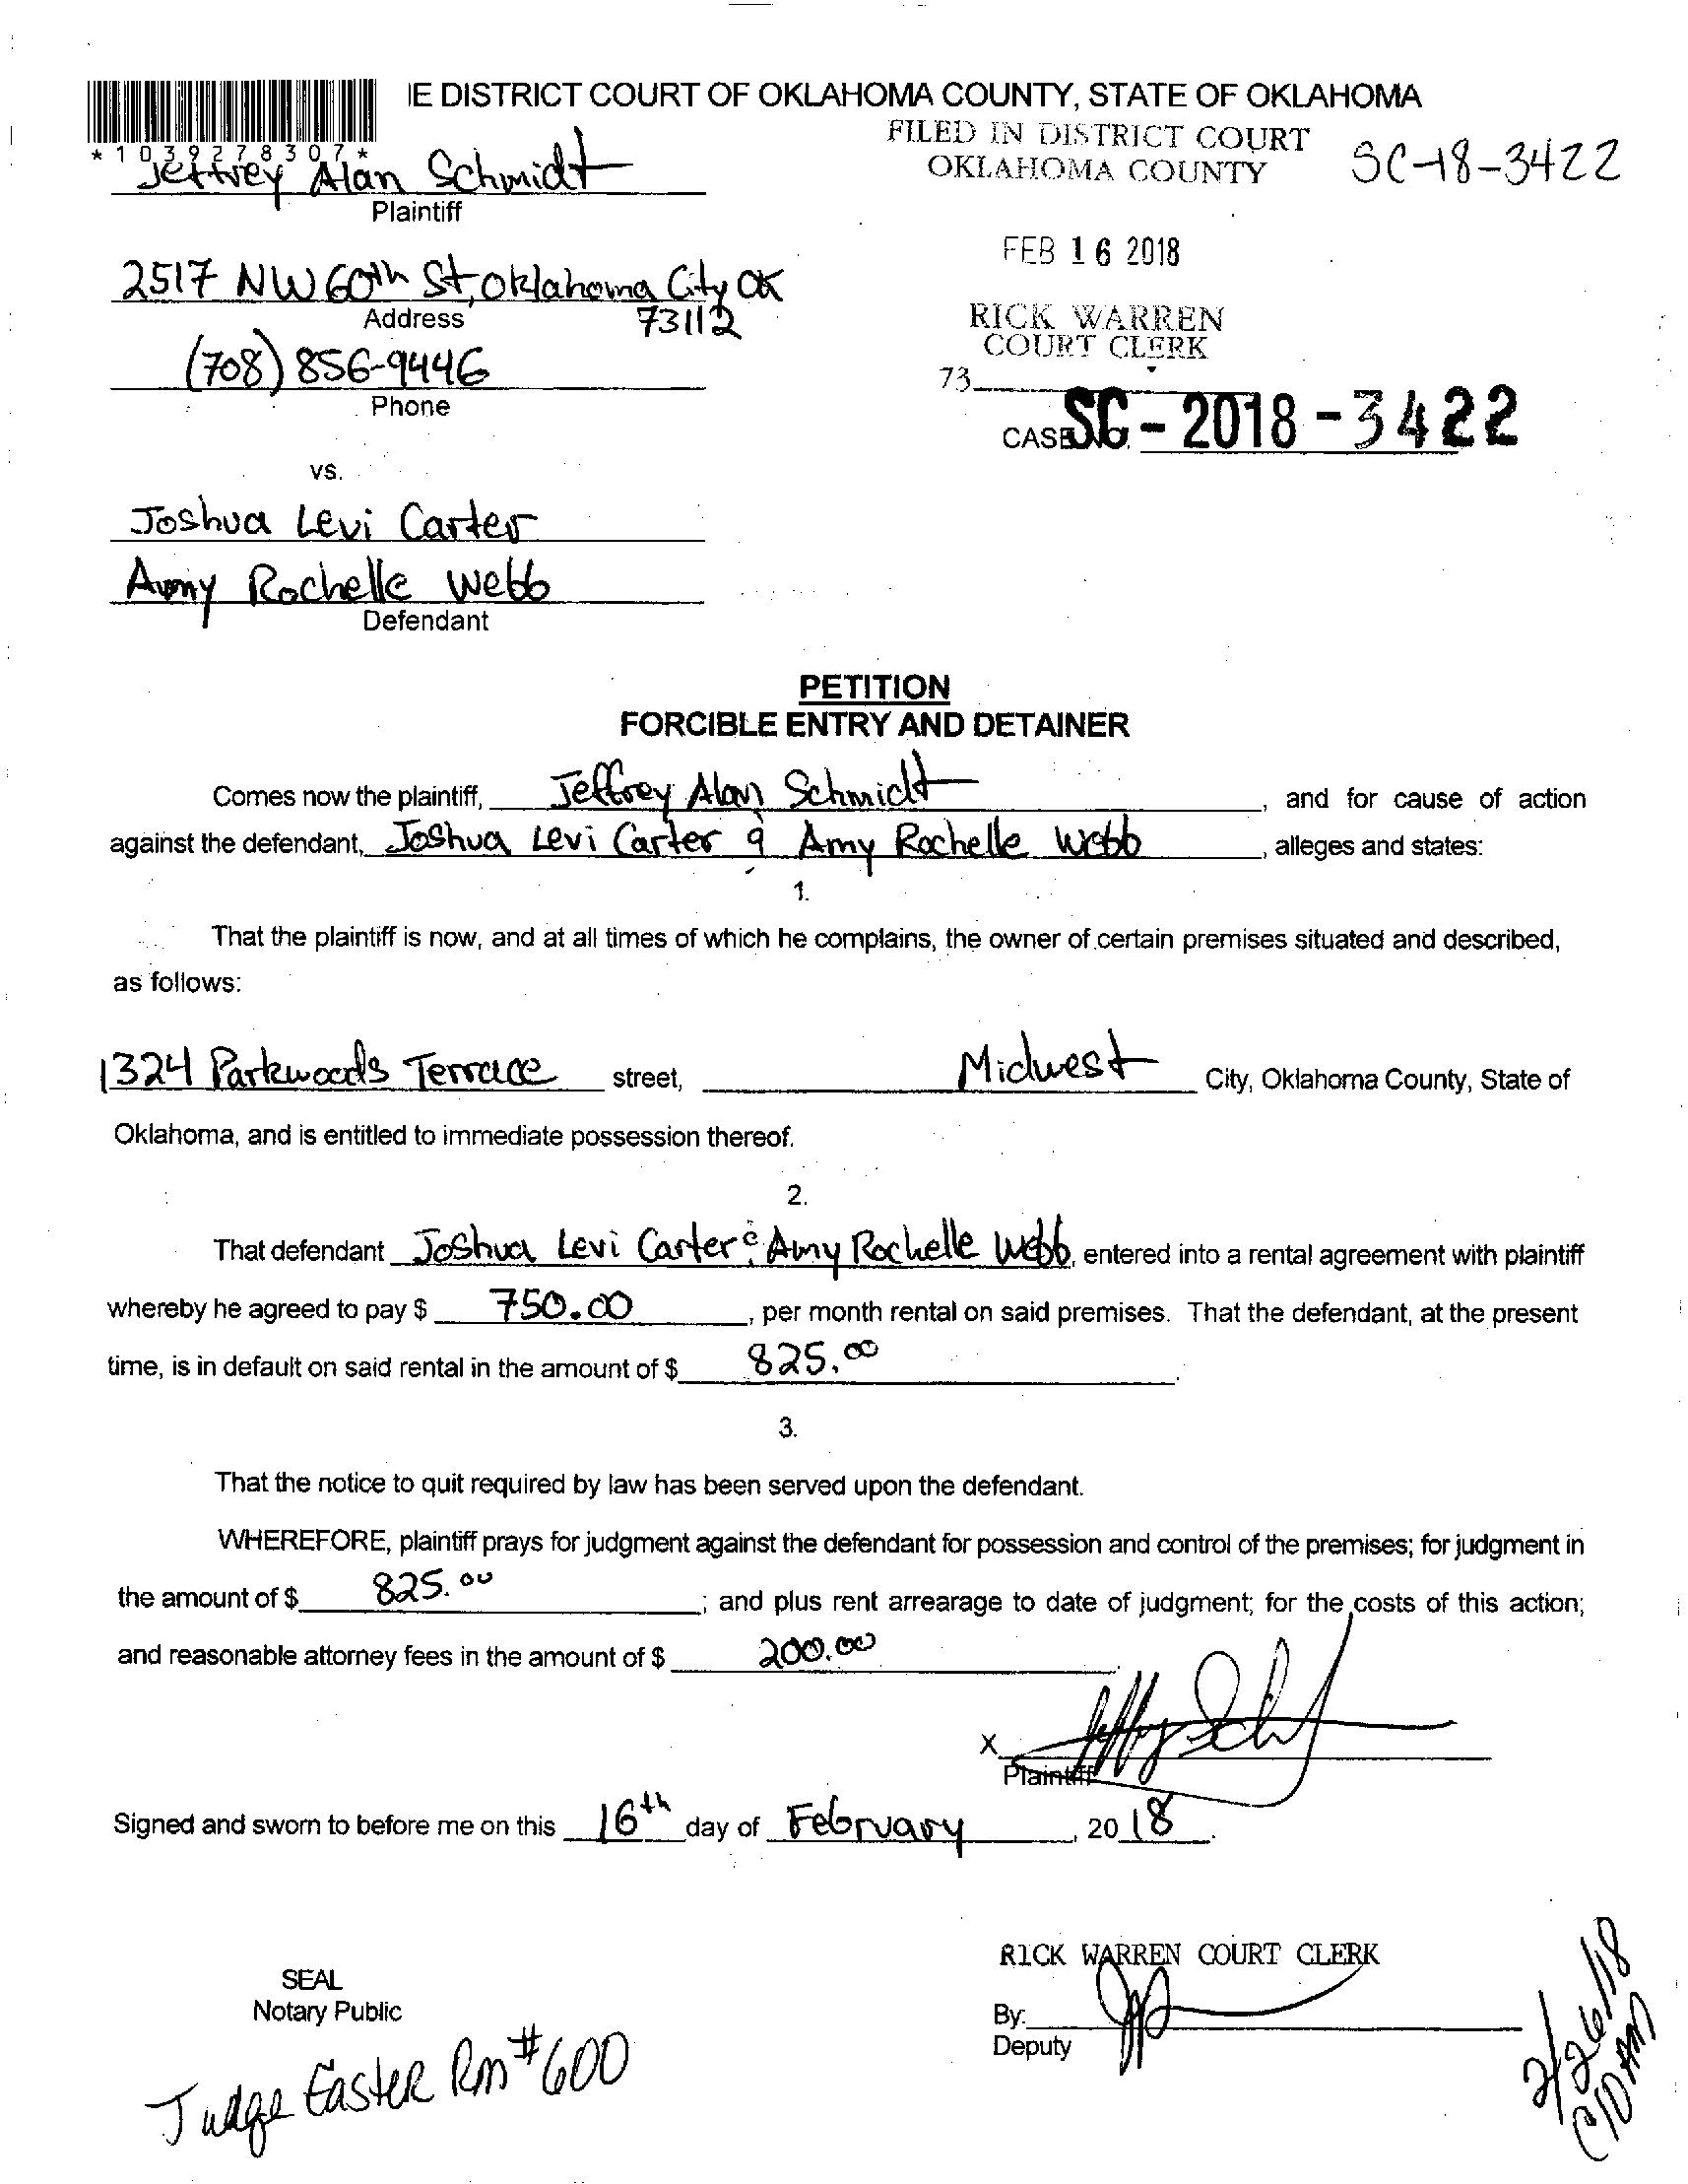 IE DISTRICT COURT OF OKLAHOMA COUNTY, STATE OF OKLAHOMA
*1039278307*
FILED IN DISTRICT COURT
OKLAHOMA COUNTY
SC-18-3422
Jeffrey Alan Schmidt
Plaintiff
FEB 16 2018
2517 NW 60th St, Oklahoma City OK
73112
Address
RICK WARREN
COURT CLERK
(708) 856-9446
Phone
73
CASE SC-2018-3422
vs.
Joshua Levi Carter
Amy Rochelle Webb
Defendant
PETITION
FORCIBLE ENTRY AND DETAINER
Comes now the plaintiff, Jeffrey Alan Schmidt, and for cause of action
against the defendant, Joshua Levi Carter & Amy Rochelle Webb, alleges and states:
1.
That the plaintiff is now, and at all times of which he complains, the owner of certain premises situated and described,
as follows:
1324 Parkwoods Terrace street, Midwest City, Oklahoma County, State of
Oklahoma, and is entitled to immediate possession thereof.
2.
That defendant Joshua Levi Carter & Amy Rochelle Webb, entered into a rental agreement with plaintiff
whereby he agreed to pay $ 750.00, per month rental on said premises. That the defendant, at the present
time, is in default on said rental in the amount of $ 825.00.
3.
That the notice to quit required by law has been served upon the defendant.
WHEREFORE, plaintiff prays for judgment against the defendant for possession and control of the premises; for judgment in
the amount of $ 825.00; and plus rent arrearage to date of judgment; for the costs of this action;
and reasonable attorney fees in the amount of $ 200.00
X
Plaintiff
Signed and sworn to before me on this 16th day of February, 2018.
RICK WARREN COURT CLERK
SEAL
Notary Public
By:
Deputy
Judge Easter Rm #600
2/26/18